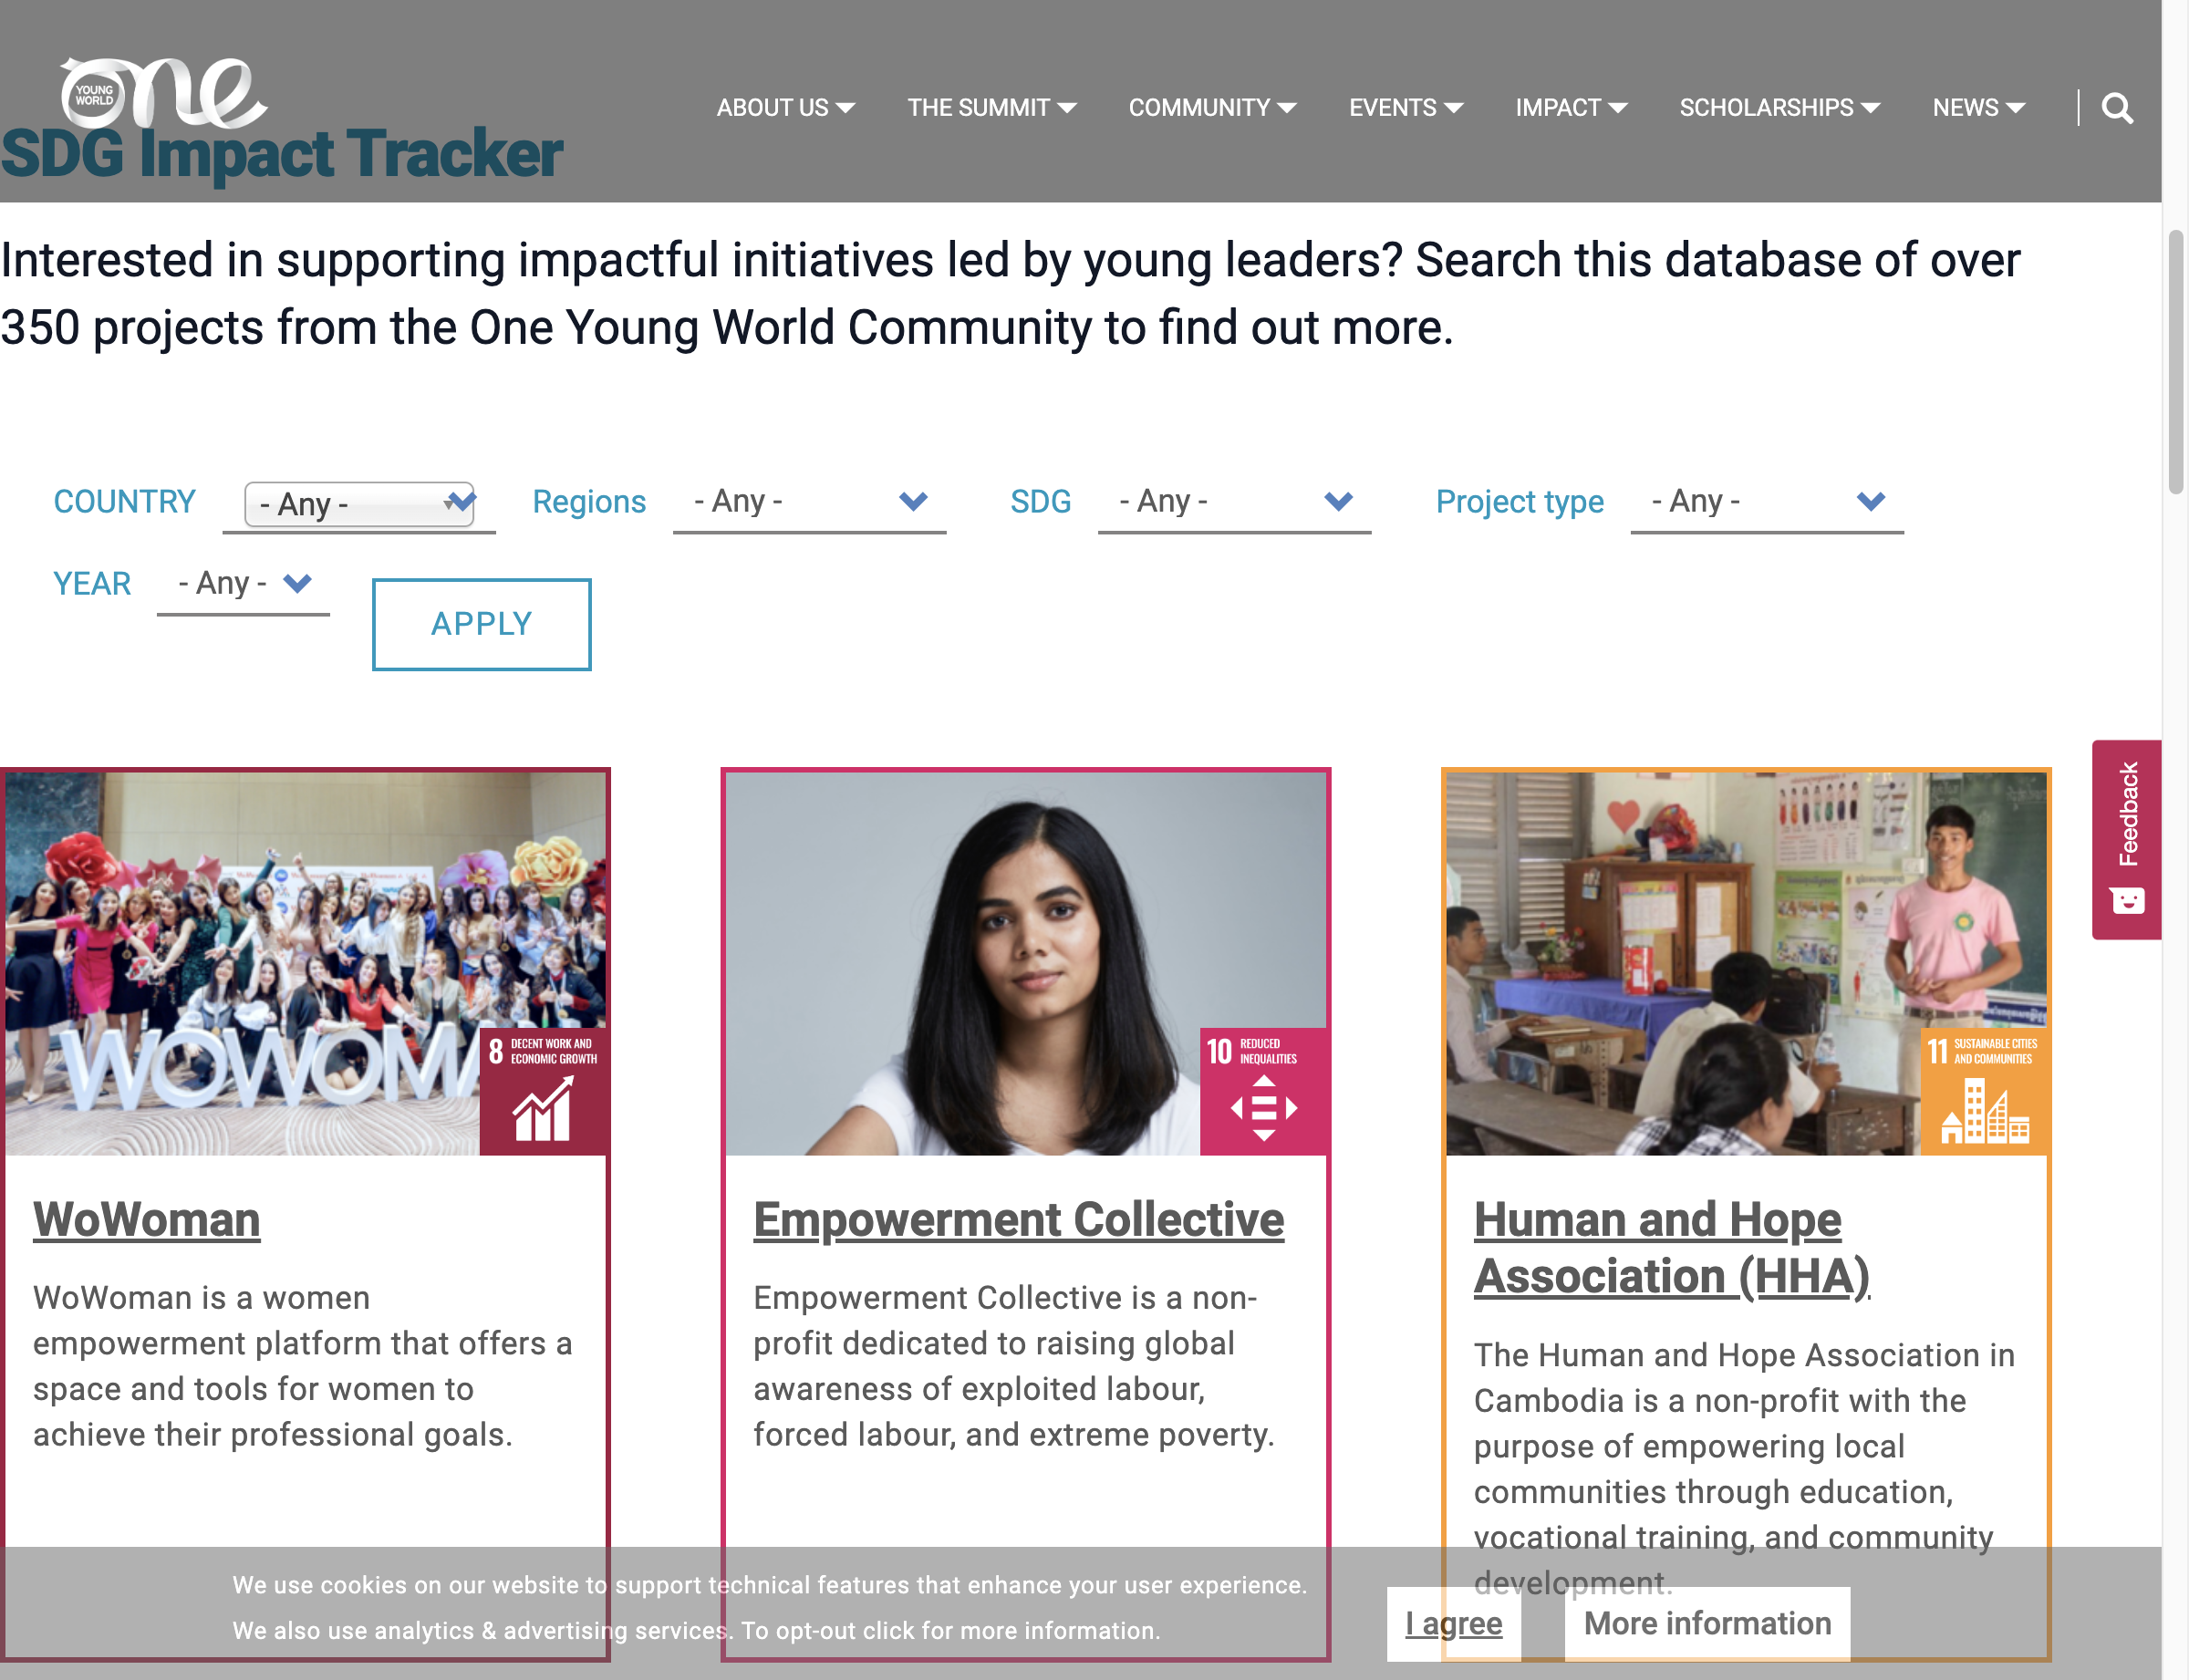 one
YOUNG
WORLD
ABOUT US
THE SUMMIT
COMMUNITY
EVENTS
IMPACT
SCHOLARSHIPS
NEWS
SDG Impact Tracker
Interested in supporting impactful initiatives led by young leaders? Search this database of over
350 projects from the One Young World Community to find out more.
COUNTRY - Any - Regions - Any - SDG - Any - Project type - Any -
YEAR - Any - APPLY
Feedback
WOWOMA
8 DECENT WORK AND
ECONOMIC GROWTH
10 REDUCED
INEQUALITIES
11 SUSTAINABLE CITIES
AND COMMUNITIES
WoWoman
WoWoman is a women
empowerment platform that offers a
space and tools for women to
achieve their professional goals.
Empowerment Collective
Empowerment Collective is a non-
profit dedicated to raising global
awareness of exploited labour,
forced labour, and extreme poverty.
Human and Hope
Association (HHA)
The Human and Hope Association in
Cambodia is a non-profit with the
purpose of empowering local
communities through education,
vocational training, and community
development.
We use cookies on our website to support technical features that enhance your user experience.
We also use analytics & advertising services. To opt-out click for more information.
I agree
More information